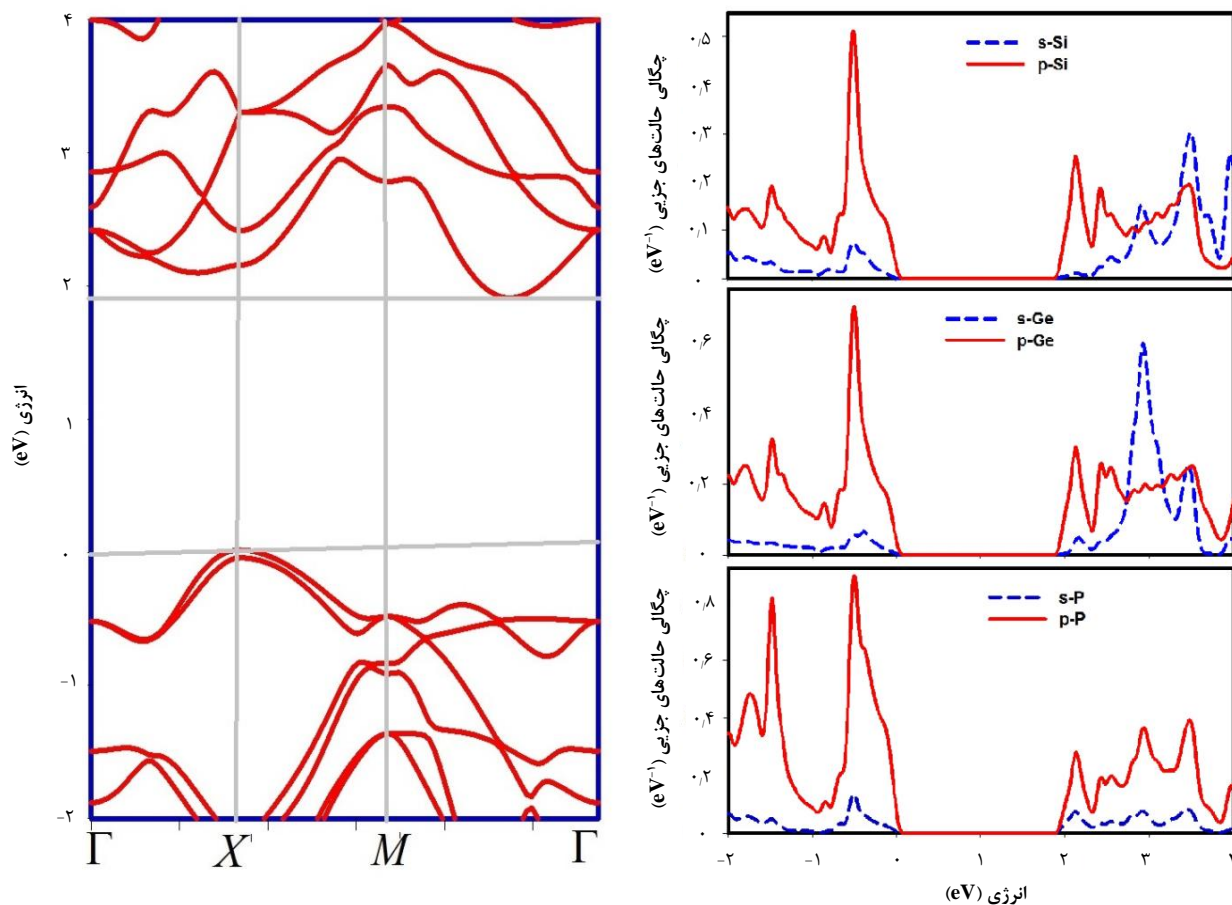 ۴
۳
۲
۱
۰
-۱
-۲
انرژی (eV)
Γ X M Γ
s-Si
p-Si
۰٫۵
۰٫۳
۰٫۲
۰٫۱
۰
چگالی حالت‌های جزیی (eV⁻¹)
s-Ge
p-Ge
۰٫۶
۰٫۴
۰٫۲
۰
چگالی حالت‌های جزیی (eV⁻¹)
s-P
p-P
۰٫۸
۰٫۶
۰٫۴
۰٫۲
۰
چگالی حالت‌های جزیی (eV⁻¹)
-۲ -۱ ۰ ۱ ۲ ۳
انرژی (eV)